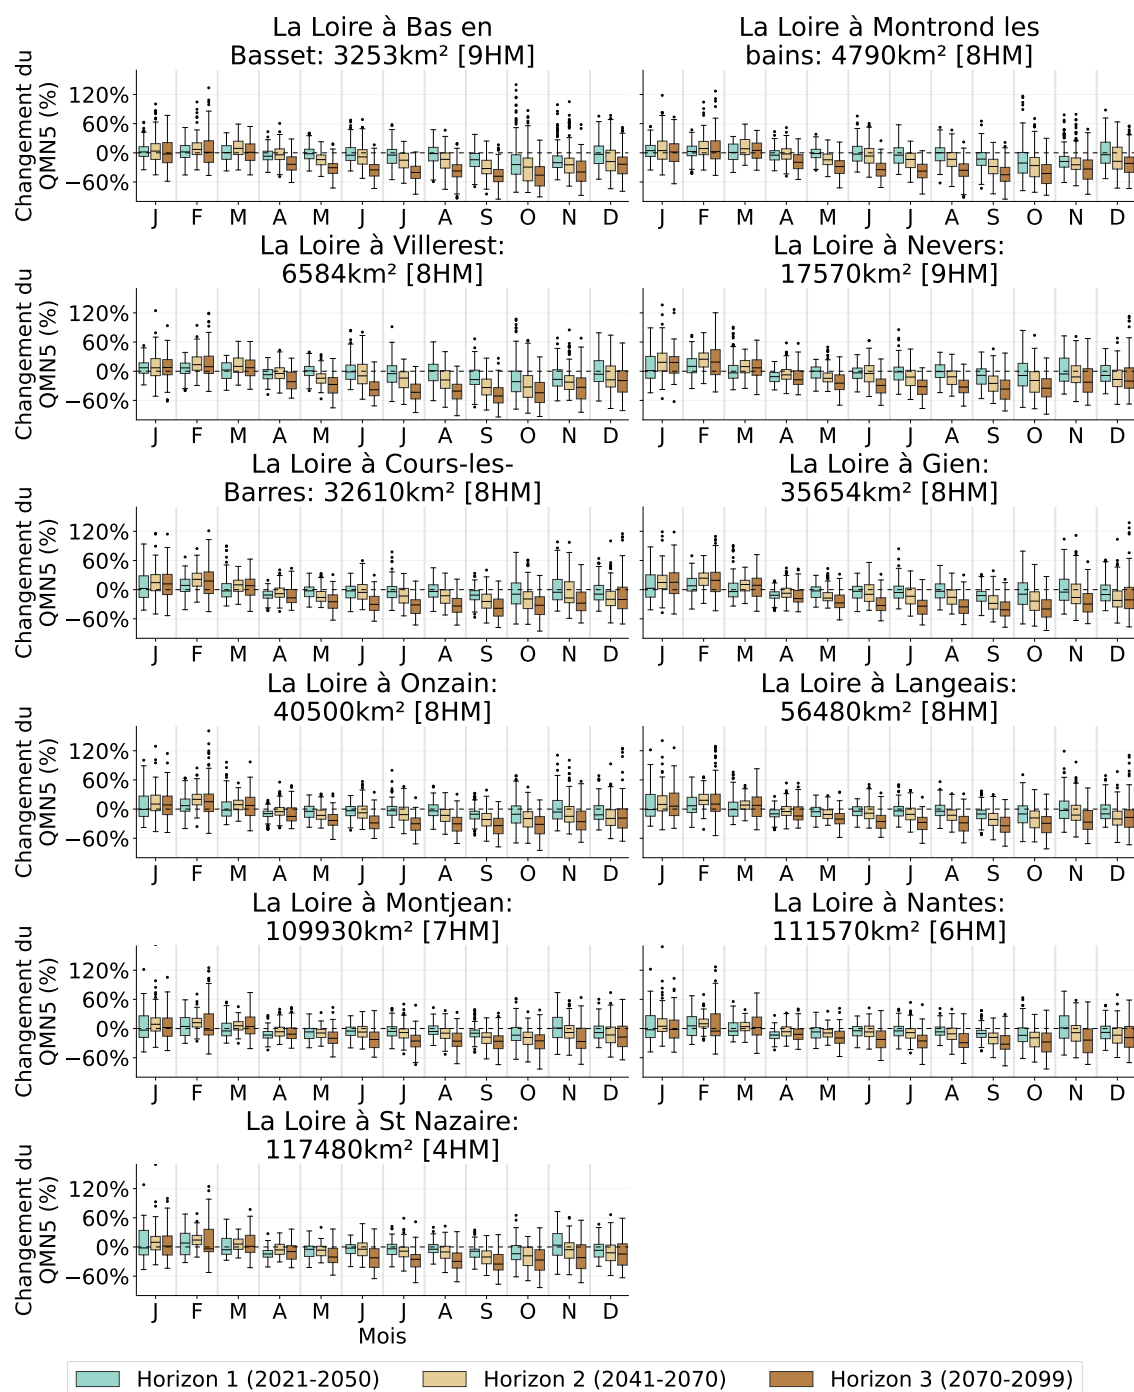 La Loire à Bas en
Basset: 3253km² [9HM]
La Loire à Montrond les
bains: 4790km² [8HM]
Changement du
QMN5 (%)
120%
60%
0%
−60%
J F M A M J J A S O N D
J F M A M J J A S O N D
La Loire à Villerest:
6584km² [8HM]
La Loire à Nevers:
17570km² [9HM]
Changement du
QMN5 (%)
120%
60%
0%
−60%
J F M A M J J A S O N D
J F M A M J J A S O N D
La Loire à Cours-les-
Barres: 32610km² [8HM]
La Loire à Gien:
35654km² [8HM]
Changement du
QMN5 (%)
120%
60%
0%
−60%
J F M A M J J A S O N D
J F M A M J J A S O N D
La Loire à Onzain:
40500km² [8HM]
La Loire à Langeais:
56480km² [8HM]
Changement du
QMN5 (%)
120%
60%
0%
−60%
J F M A M J J A S O N D
J F M A M J J A S O N D
La Loire à Montjean:
109930km² [7HM]
La Loire à Nantes:
111570km² [6HM]
Changement du
QMN5 (%)
120%
60%
0%
−60%
J F M A M J J A S O N D
J F M A M J J A S O N D
La Loire à St Nazaire:
117480km² [4HM]
Changement du
QMN5 (%)
120%
60%
0%
−60%
J F M A M J J A S O N D
Mois
Horizon 1 (2021-2050)
Horizon 2 (2041-2070)
Horizon 3 (2070-2099)